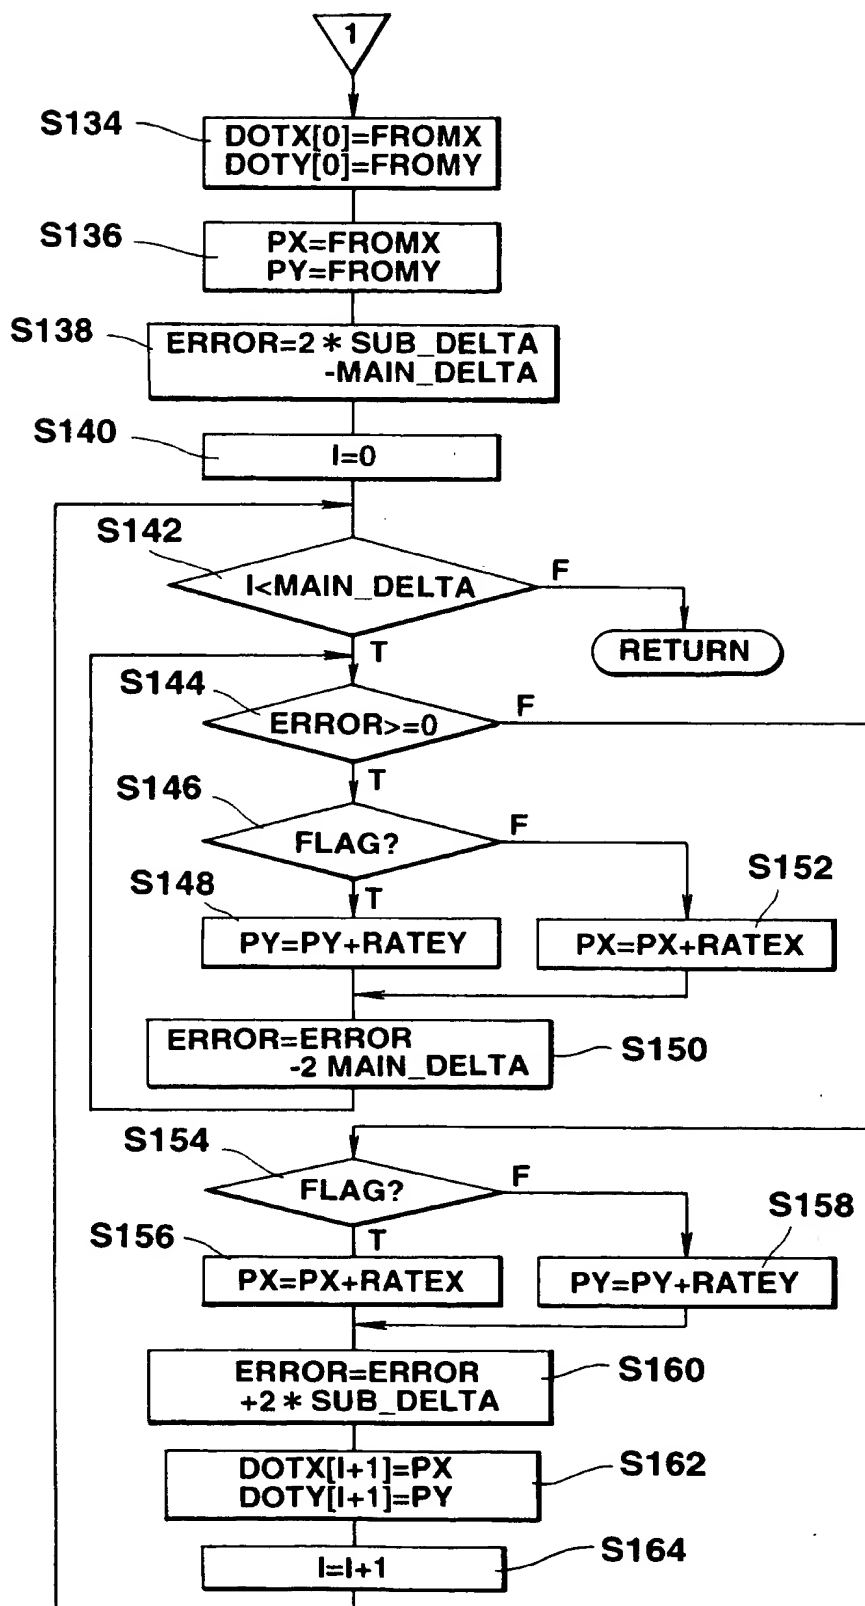 1
S134
DOTX[0]=FROMX
DOTY[0]=FROMY
S136
PX=FROMX
PY=FROMY
S138
ERROR=2 * SUB_DELTA
-MAIN_DELTA
S140
I=0
S142
I<MAIN_DELTA
F
RETURN
T
S144
ERROR>=0
F
T
S146
FLAG?
F
T
S148
PY=PY+RATEY
S152
PX=PX+RATEX
ERROR=ERROR
-2 MAIN_DELTA
S150
S154
FLAG?
F
T
S156
PX=PX+RATEX
S158
PY=PY+RATEY
ERROR=ERROR
+2 * SUB_DELTA
S160
DOTX[I+1]=PX
DOTY[I+1]=PY
S162
I=I+1
S164